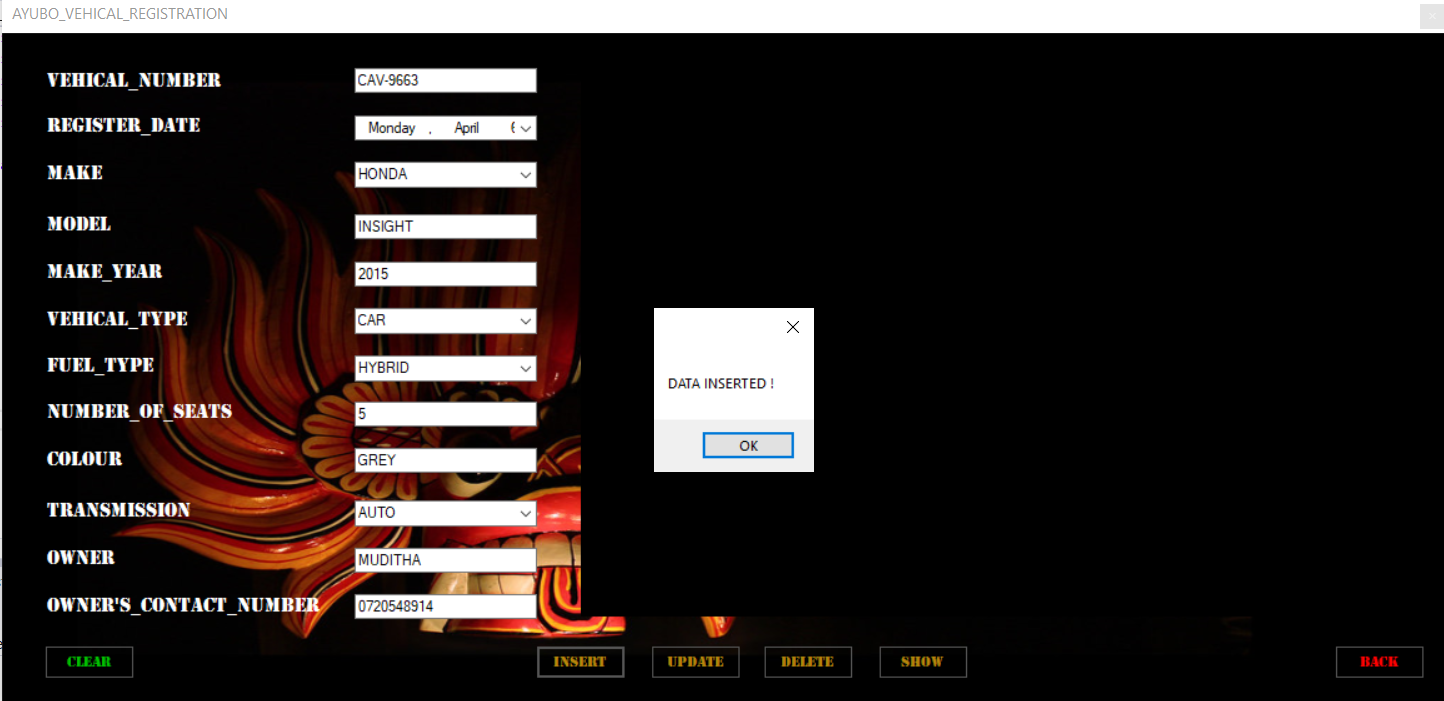 AYUBO_VEHICAL_REGISTRATION
VEHICAL_NUMBER CAV-9663
REGISTER_DATE Monday , April 6
MAKE HONDA
MODEL INSIGHT
MAKE_YEAR 2015
VEHICAL_TYPE CAR
FUEL_TYPE HYBRID
NUMBER_OF_SEATS 5
COLOUR GREY
TRANSMISSION AUTO
OWNER MUDITHA
OWNER'S_CONTACT_NUMBER 0720548914
DATA INSERTED !
OK
CLEAR INSERT UPDATE DELETE SHOW BACK